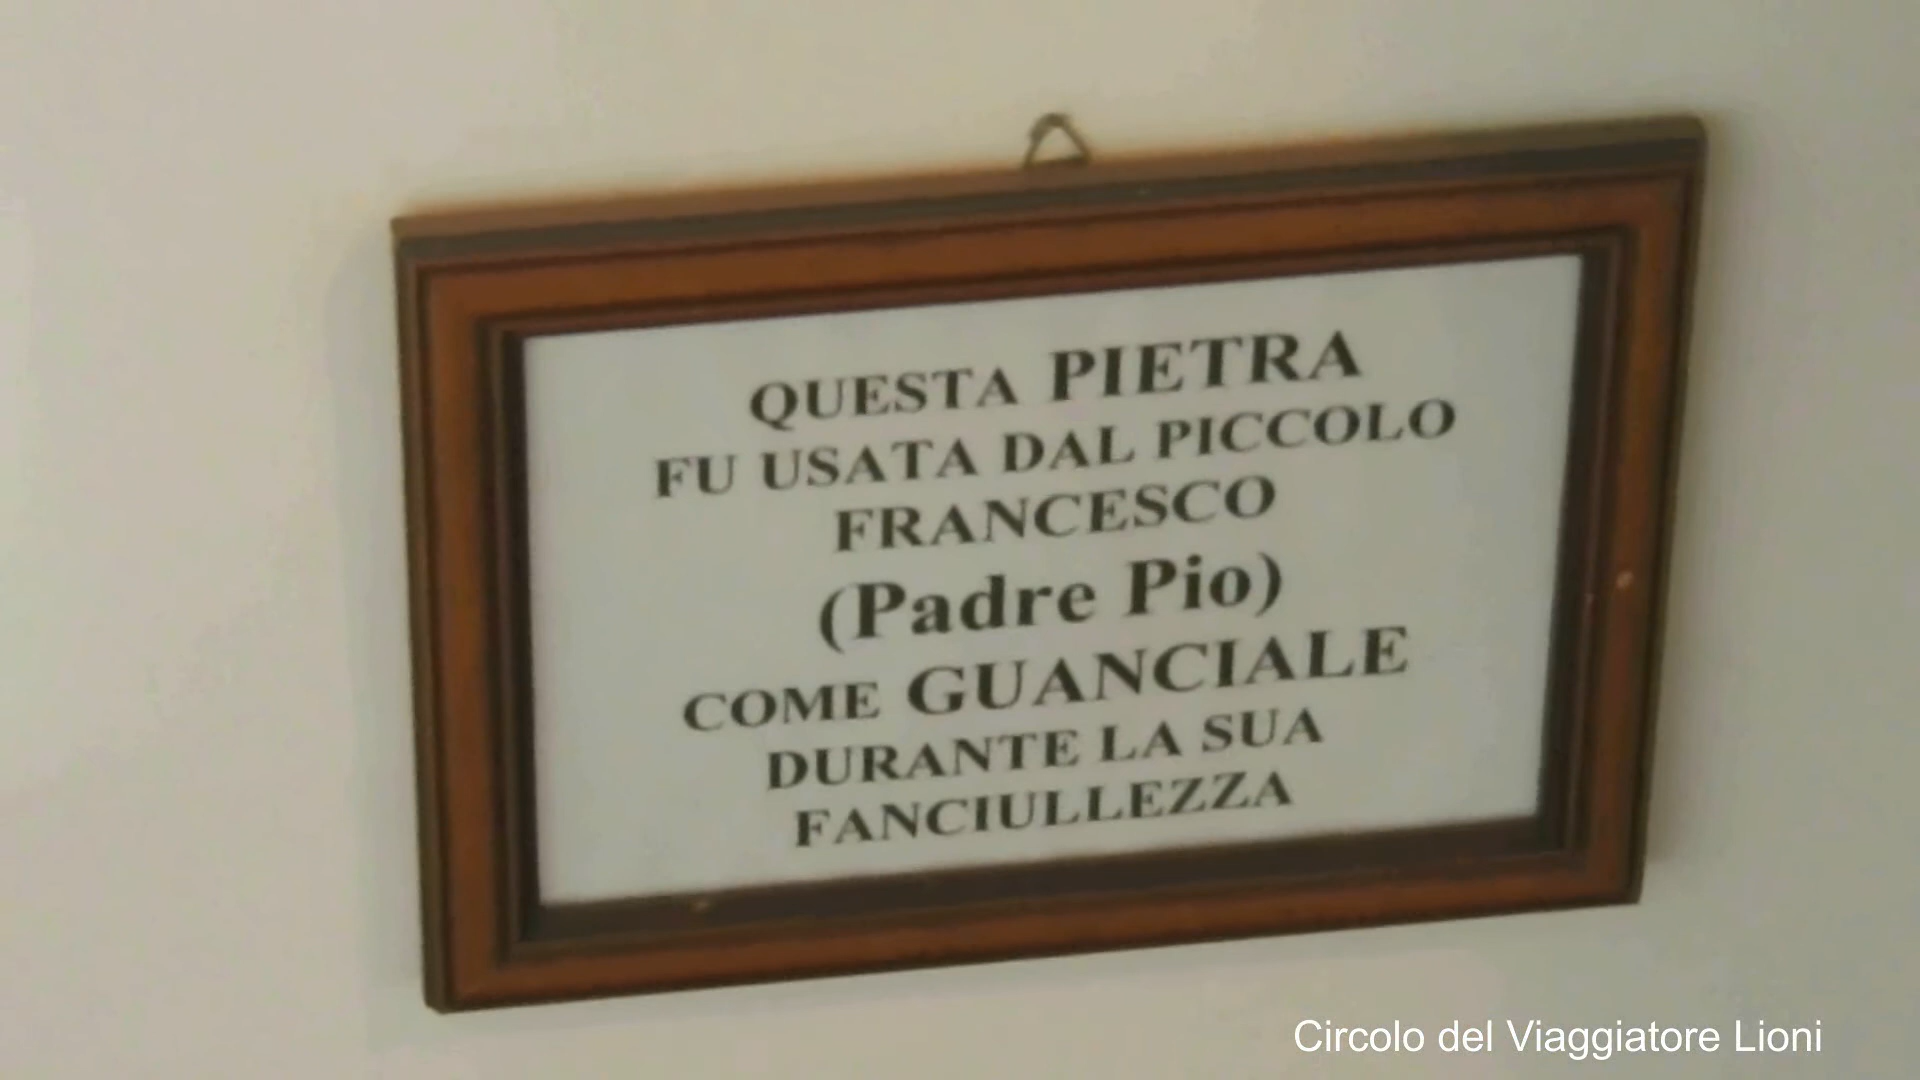 QUESTA PIETRA
FU USATA DAL PICCOLO
FRANCESCO
(Padre Pio)
COME GUANCIALE
DURANTE LA SUA
FANCIULLEZZA
Circolo del Viaggiatore Lioni